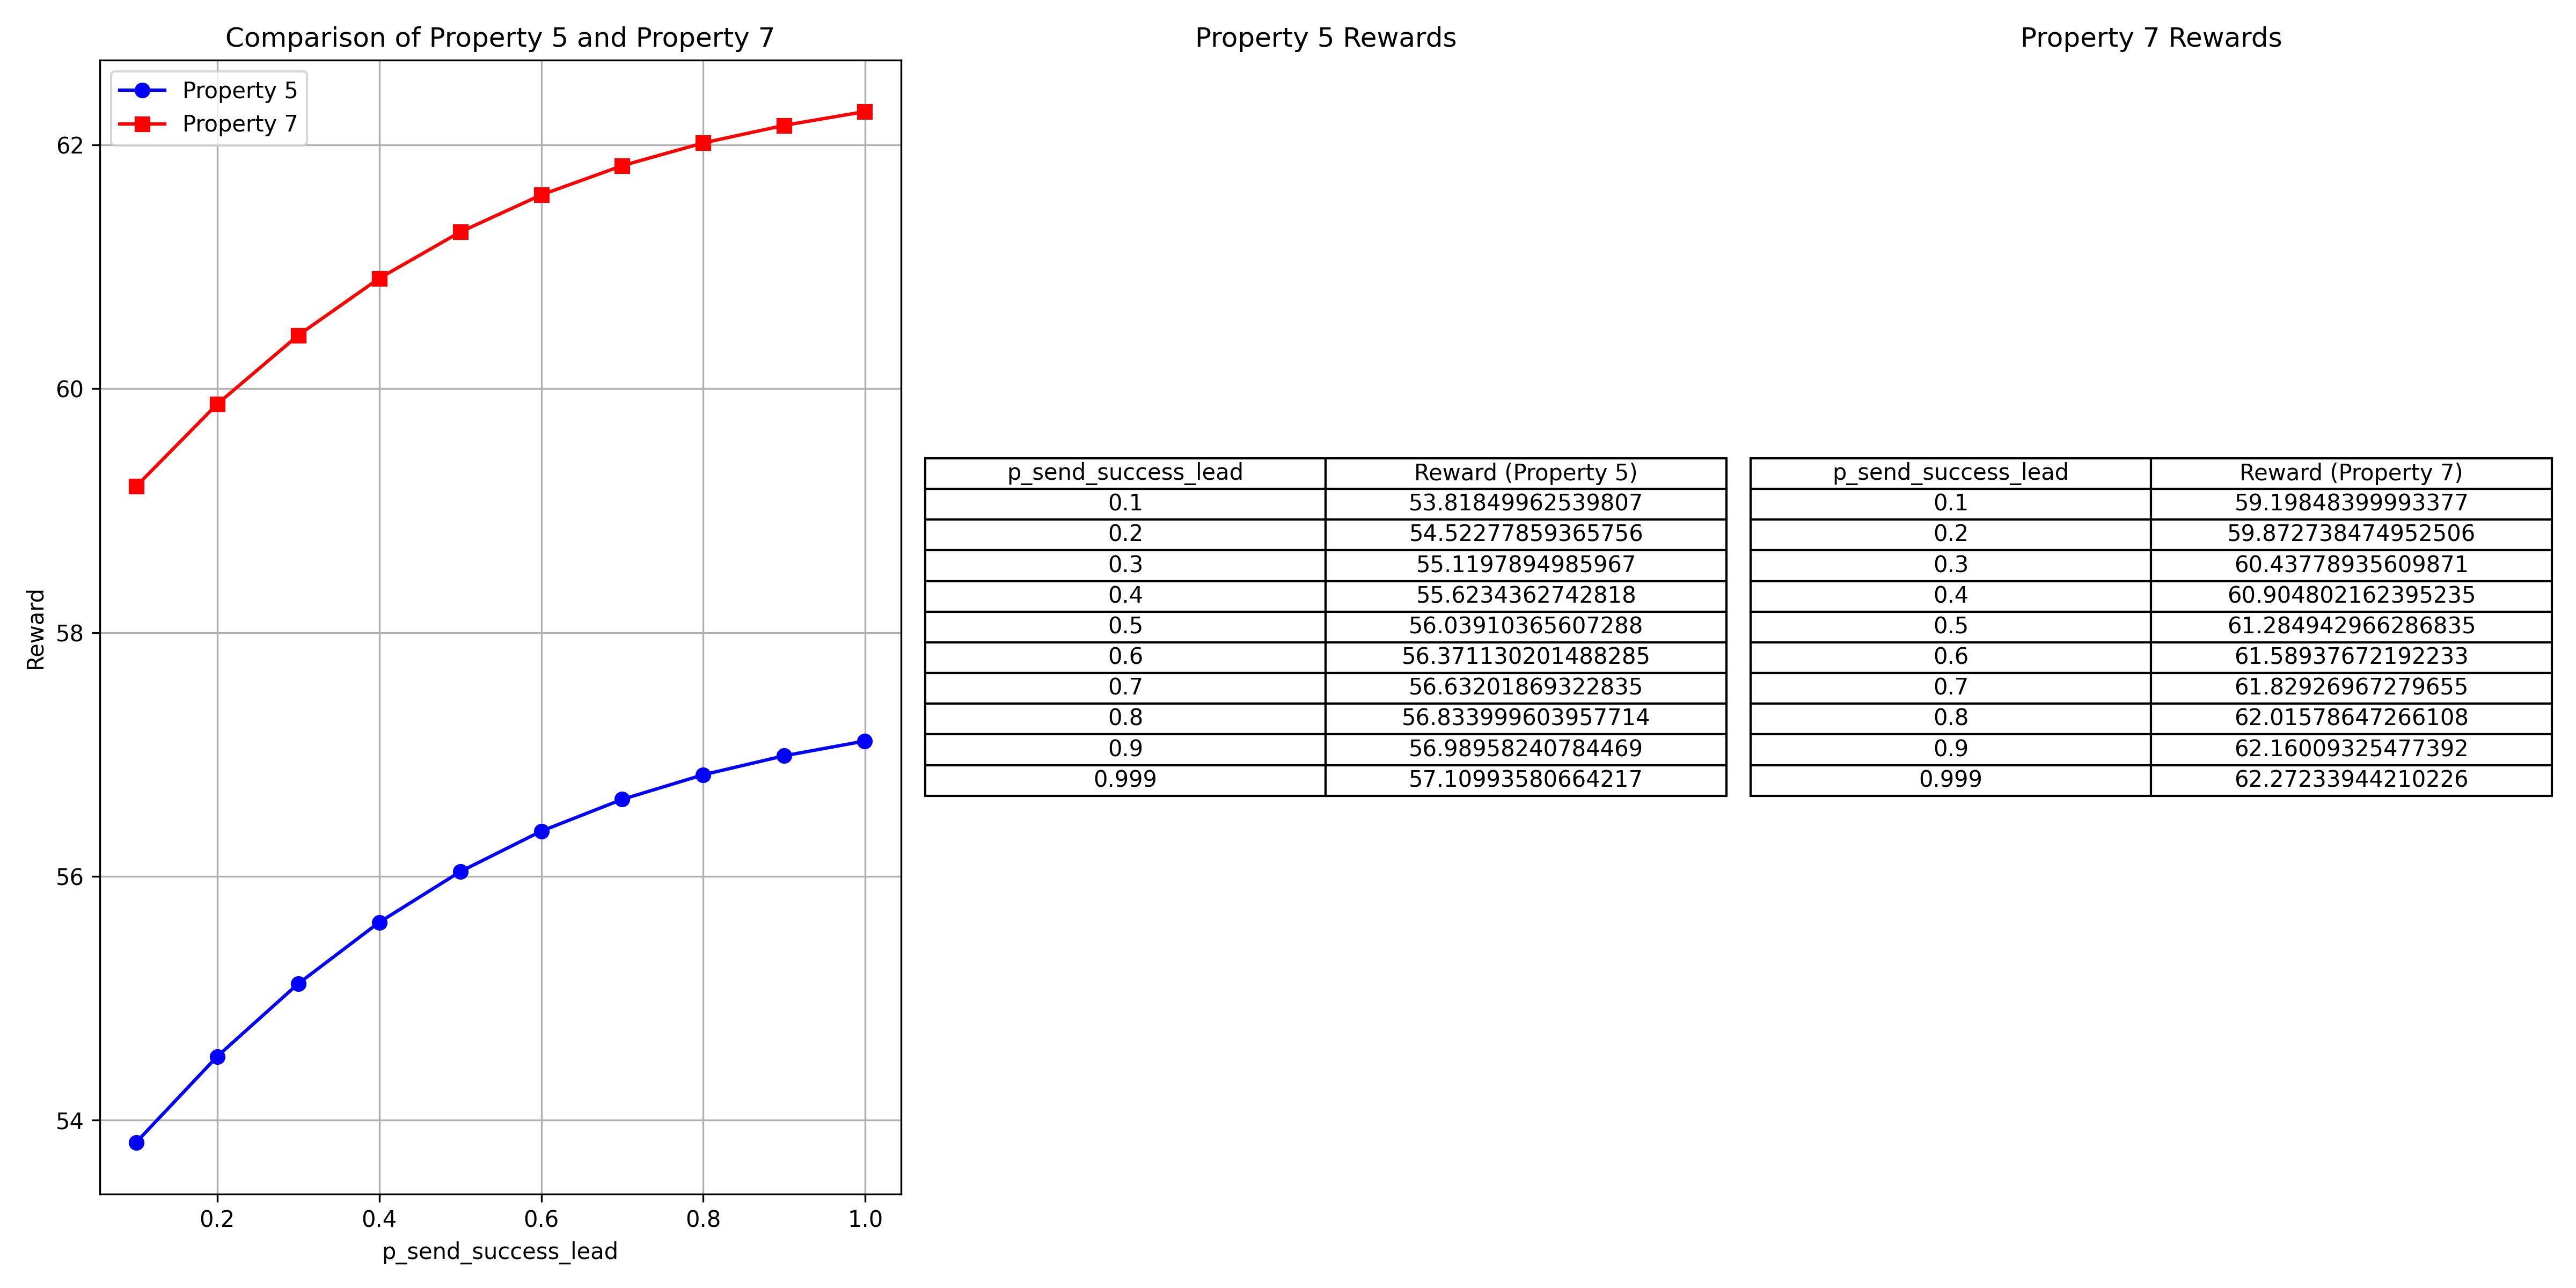 Comparison of Property 5 and Property 7
Property 5
Property 7
62
60
58
56
54
Reward
0.2 0.4 0.6 0.8 1.0
p_send_success_lead
Property 5 Rewards
p_send_success_lead Reward (Property 5)
0.1 53.81849962539807
0.2 54.52277859365756
0.3 55.1197894985967
0.4 55.6234362742818
0.5 56.03910365607288
0.6 56.371130201488285
0.7 56.63201869322835
0.8 56.833999603957714
0.9 56.98958240784469
0.999 57.10993580664217
Property 7 Rewards
p_send_success_lead Reward (Property 7)
0.1 59.19848399993377
0.2 59.872738474952506
0.3 60.43778935609871
0.4 60.904802162395235
0.5 61.284942966286835
0.6 61.58937672192233
0.7 61.82926967279655
0.8 62.01578647266108
0.9 62.16009325477392
0.999 62.27233944210226